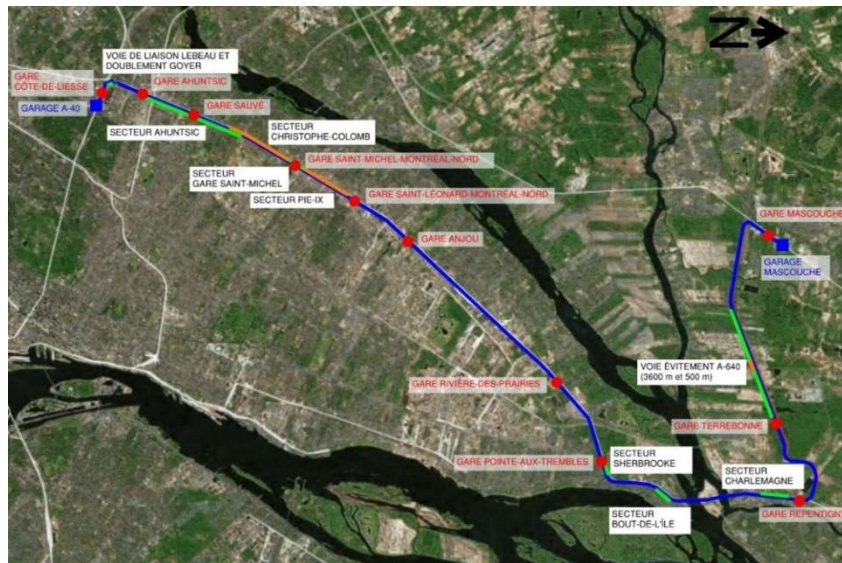 VOIE DE LIAISON LEBEAU ET
DOUBLEMENT GOYER
GARE
CÔTE-DE-LIESSE
GARE AHUNTSIC
GARAGE A-40
GARE SAUVÉ
SECTEUR AHUNTSIC
SECTEUR
CHRISTOPHE-COLOMB
GARE SAINT-MICHEL-MONTRÉAL-NORD
SECTEUR
GARE SAINT-MICHEL
SECTEUR PIE-IX
GARE SAINT-LÉONARD-MONTRÉAL-NORD
GARE ANJOU
GARE MASCOUCHE
GARAGE
MASCOUCHE
VOIE ÉVITEMENT A-640
(3600 m et 500 m)
GARE RIVIÈRE-DES-PRAIRIES
GARE TERREBONNE
GARE POINTE-AUX-TREMBLES
SECTEUR
SHERBROOKE
SECTEUR
CHARLEMAGNE
SECTEUR
BOUT-DE-L'ÎLE
GARE REPENTIGN